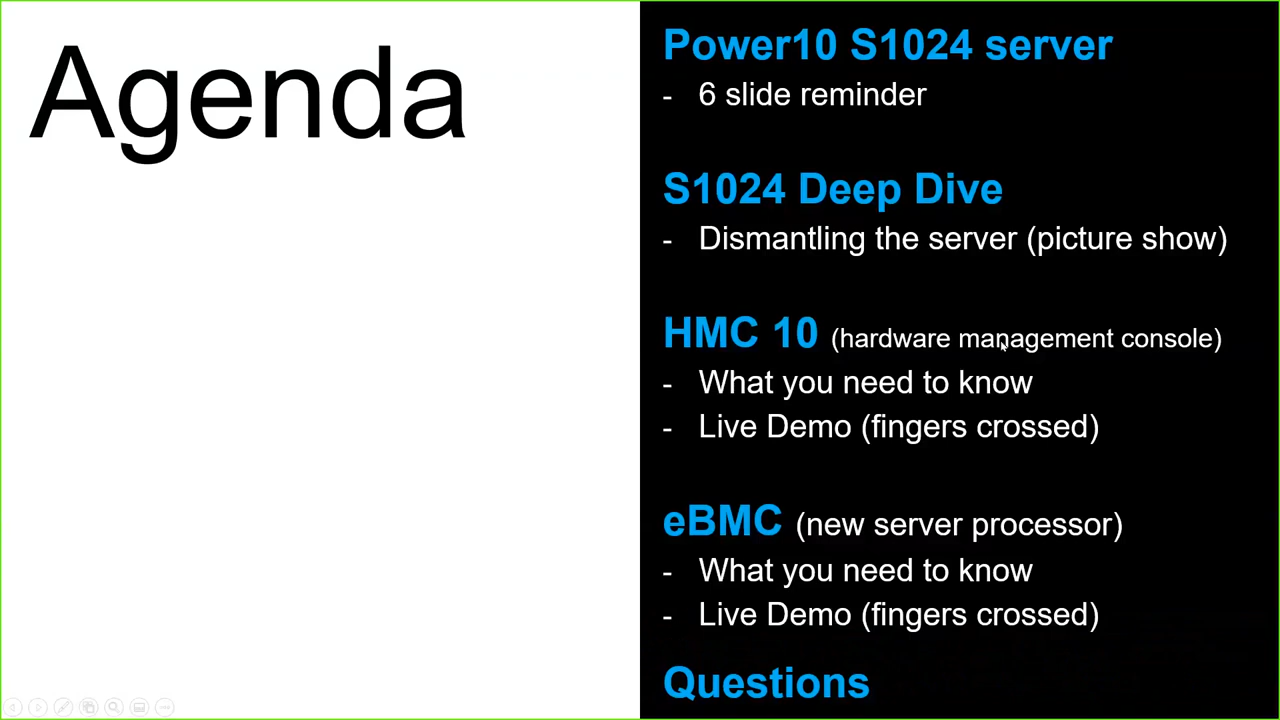 Agenda
Power10 S1024 server
- 6 slide reminder
S1024 Deep Dive
- Dismantling the server (picture show)
HMC 10 (hardware management console)
- What you need to know
- Live Demo (fingers crossed)
eBMC (new server processor)
- What you need to know
- Live Demo (fingers crossed)
Questions